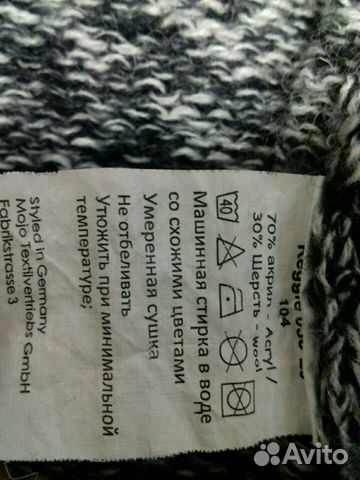 104
70% акрил - Acryl /
30% Шерсть - wool
40
Машинная стирка в воде
со схожими цветами
Умеренная сушка
Не отбеливать
Утюжить при минимальной
температуре;
Styled in Germany
Mojo Textilvertriebs GmbH
Fabrikstrasse 3
Avito